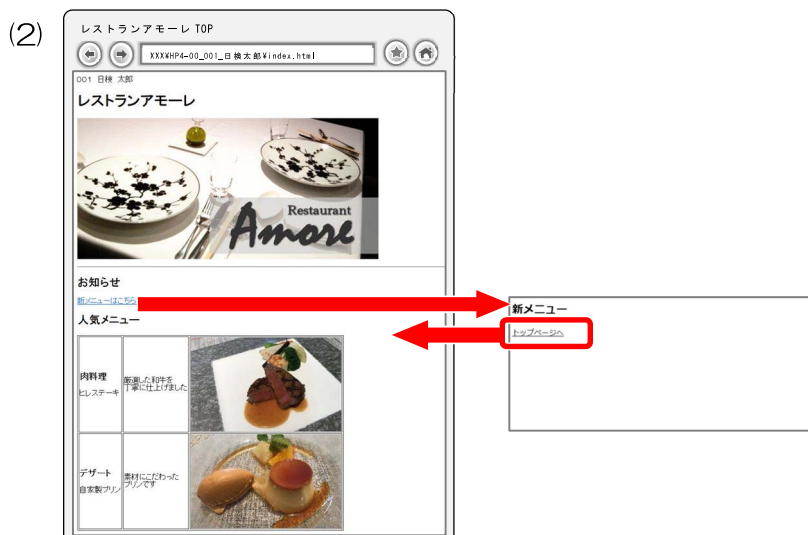 (2)
レストランアモーレ TOP
XXX¥HP4-00_001_日検太郎¥index.html
001 日検 太郎
レストランアモーレ
Restaurant
Amore
お知らせ
新メニューはこちら
人気メニュー
肉料理
ヒレステーキ
厳選した和牛を
丁寧に仕上げました
デザート
自家製プリン
素材にこだわった
プリンです
新メニュー
トップページへ